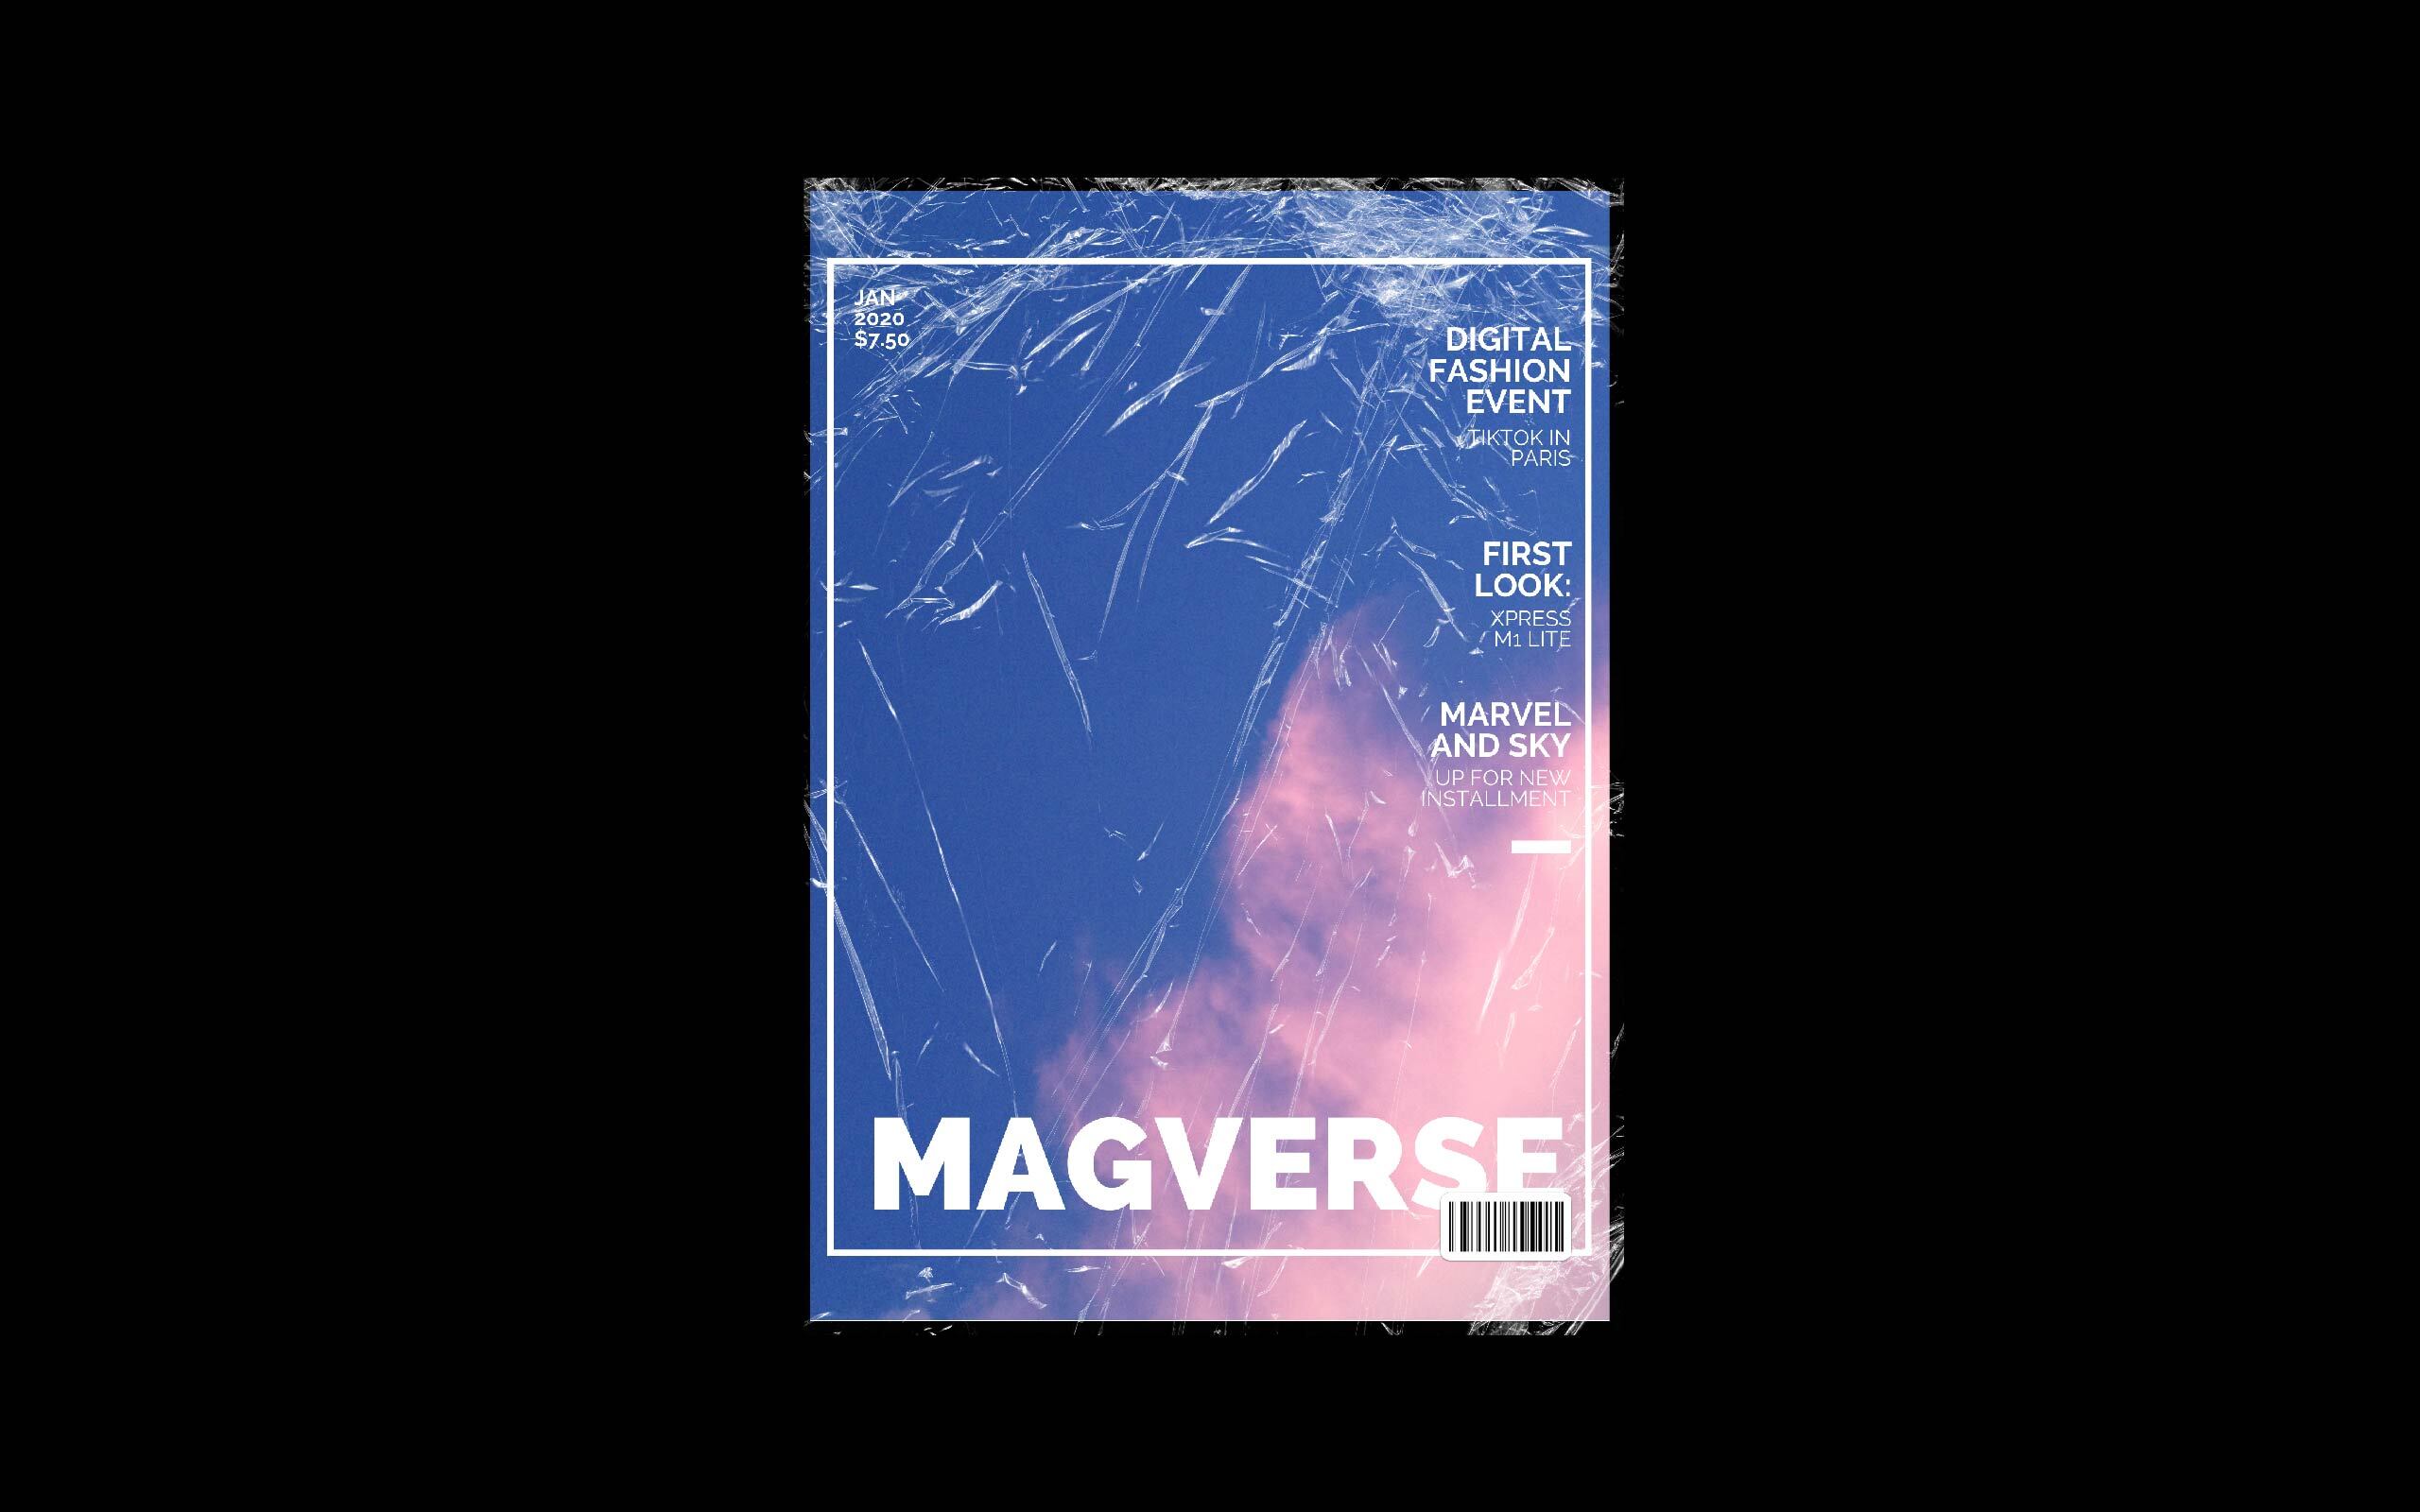 JAN
2020
$7.50
DIGITAL
FASHION
EVENT
TIKTOK IN
PARIS
FIRST
LOOK:
XPRESS
M1 LITE
MARVEL
AND SKY
UP FOR NEW
INSTALLMENT
MAGVERSE